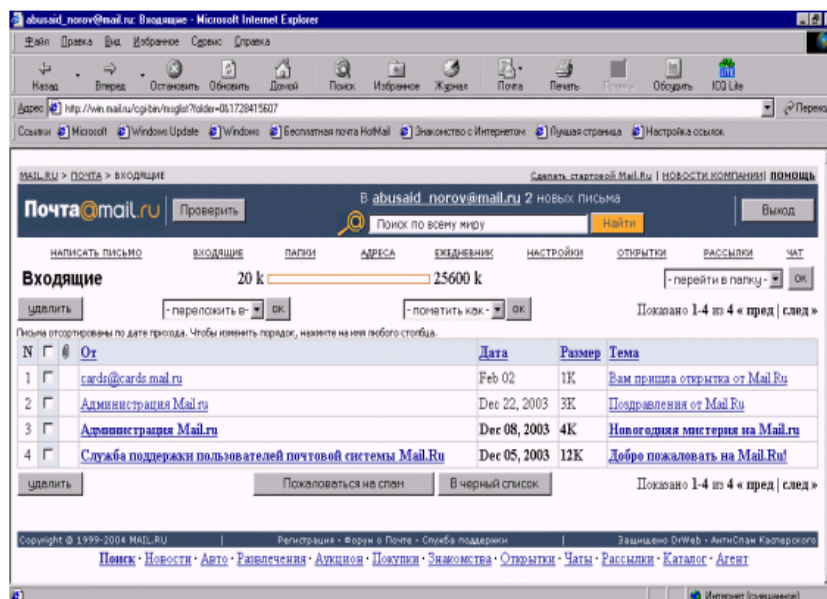 abusaid_norov@mail.ru: Входящие - Microsoft Internet Explorer
Файл Правка Вид Избранное Сервис Справка
Назад Вперед Остановить Обновить Домой Поиск Избранное Журнал Почта Печать Правка Обсудить ICQ Lite
Адрес http://win.mail.ru/cgi-bin/msglist?folder=0&1728415607 Перехо
Ссылки Microsoft Windows Update Windows Бесплатная почта HotMail Знакомство с Интернетом Лучшая страница Настройка ссылок
MAIL.RU > ПОЧТА > ВХОДЯЩИЕ Сделать стартовой Mail.Ru | НОВОСТИ КОМПАНИИ | ПОМОЩЬ
В abusaid_norov@mail.ru 2 новых письма
Почта@mail.ru Проверить Поиск по всему миру Найти Выход
НАПИСАТЬ ПИСЬМО ВХОДЯЩИЕ ПАПКИ АДРЕСА ЕЖЕДНЕВНИК НАСТРОЙКИ ОТКРЫТКИ РАССЫЛКИ ЧАТ
Входящие 20 k 25600 k - перейти в папку - ОК
удалить - переложить в - ОК - пометить как - ОК Показано 1-4 из 4 « пред | след »
Письма отсортированы по дате прихода. Чтобы изменить порядок, нажмите на имя любого столбца.
N От Дата Размер Тема
1 cards@cards.mail.ru Feb 02 1K Вам пришла открытка от Mail.Ru
2 Администрация Mail.ru Dec 22, 2003 3K Поздравления от Mail.Ru
3 Администрация Mail.ru Dec 08, 2003 4K Новогодняя мистерия на Mail.ru
4 Служба поддержки пользователей почтовой системы Mail.Ru Dec 05, 2003 12K Добро пожаловать на Mail.Ru!
удалить Пожаловаться на спам В черный список Показано 1-4 из 4 « пред | след »
Copyright @ 1999-2004 MAIL.RU | Регистрация • Форум о Почте • Служба поддержки | Защищено DrWeb • АнтиСпам Касперского
Поиск · Новости · Авто · Развлечения · Аукцион · Покупки · Знакомства · Открытки · Чаты · Рассылки · Каталог · Агент
Интернет (смешанное)